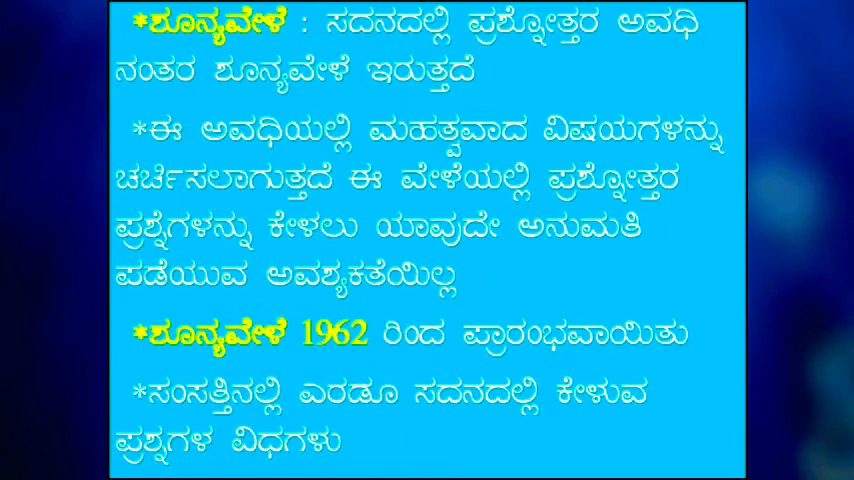 *ಶೂನ್ಯವೇಳೆ : ಸದನದಲ್ಲಿ ಪ್ರಶ್ನೋತ್ತರ ಅವಧಿ
ನಂತರ ಶೂನ್ಯವೇಳೆ ಇರುತ್ತದೆ
*ಈ ಅವಧಿಯಲ್ಲಿ ಮಹತ್ವವಾದ ವಿಷಯಗಳನ್ನು
ಚರ್ಚಿಸಲಾಗುತ್ತದೆ ಈ ವೇಳೆಯಲ್ಲಿ ಪ್ರಶ್ನೋತ್ತರ
ಪ್ರಶ್ನೆಗಳನ್ನು ಕೇಳಲು ಯಾವುದೇ ಅನುಮತಿ
ಪಡೆಯುವ ಅವಶ್ಯಕತೆಯಿಲ್ಲ
*ಶೂನ್ಯವೇಳೆ 1962 ರಿಂದ ಪ್ರಾರಂಭವಾಯಿತು
*ಸಂಸತ್ತಿನಲ್ಲಿ ಎರಡೂ ಸದನದಲ್ಲಿ ಕೇಳುವ
ಪ್ರಶ್ನಗಳ ವಿಧಗಳು